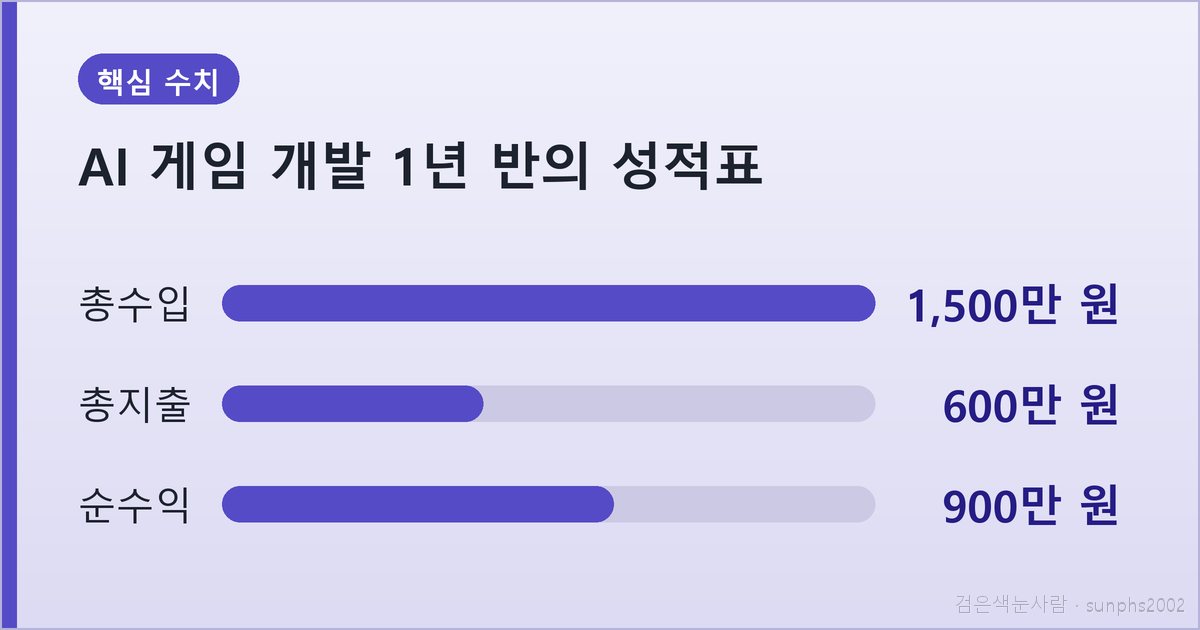 핵심 수치
AI 게임 개발 1년 반의 성적표
총수입 1,500만 원
총지출 600만 원
순수익 900만 원
검은색눈사람 · sunphs2002